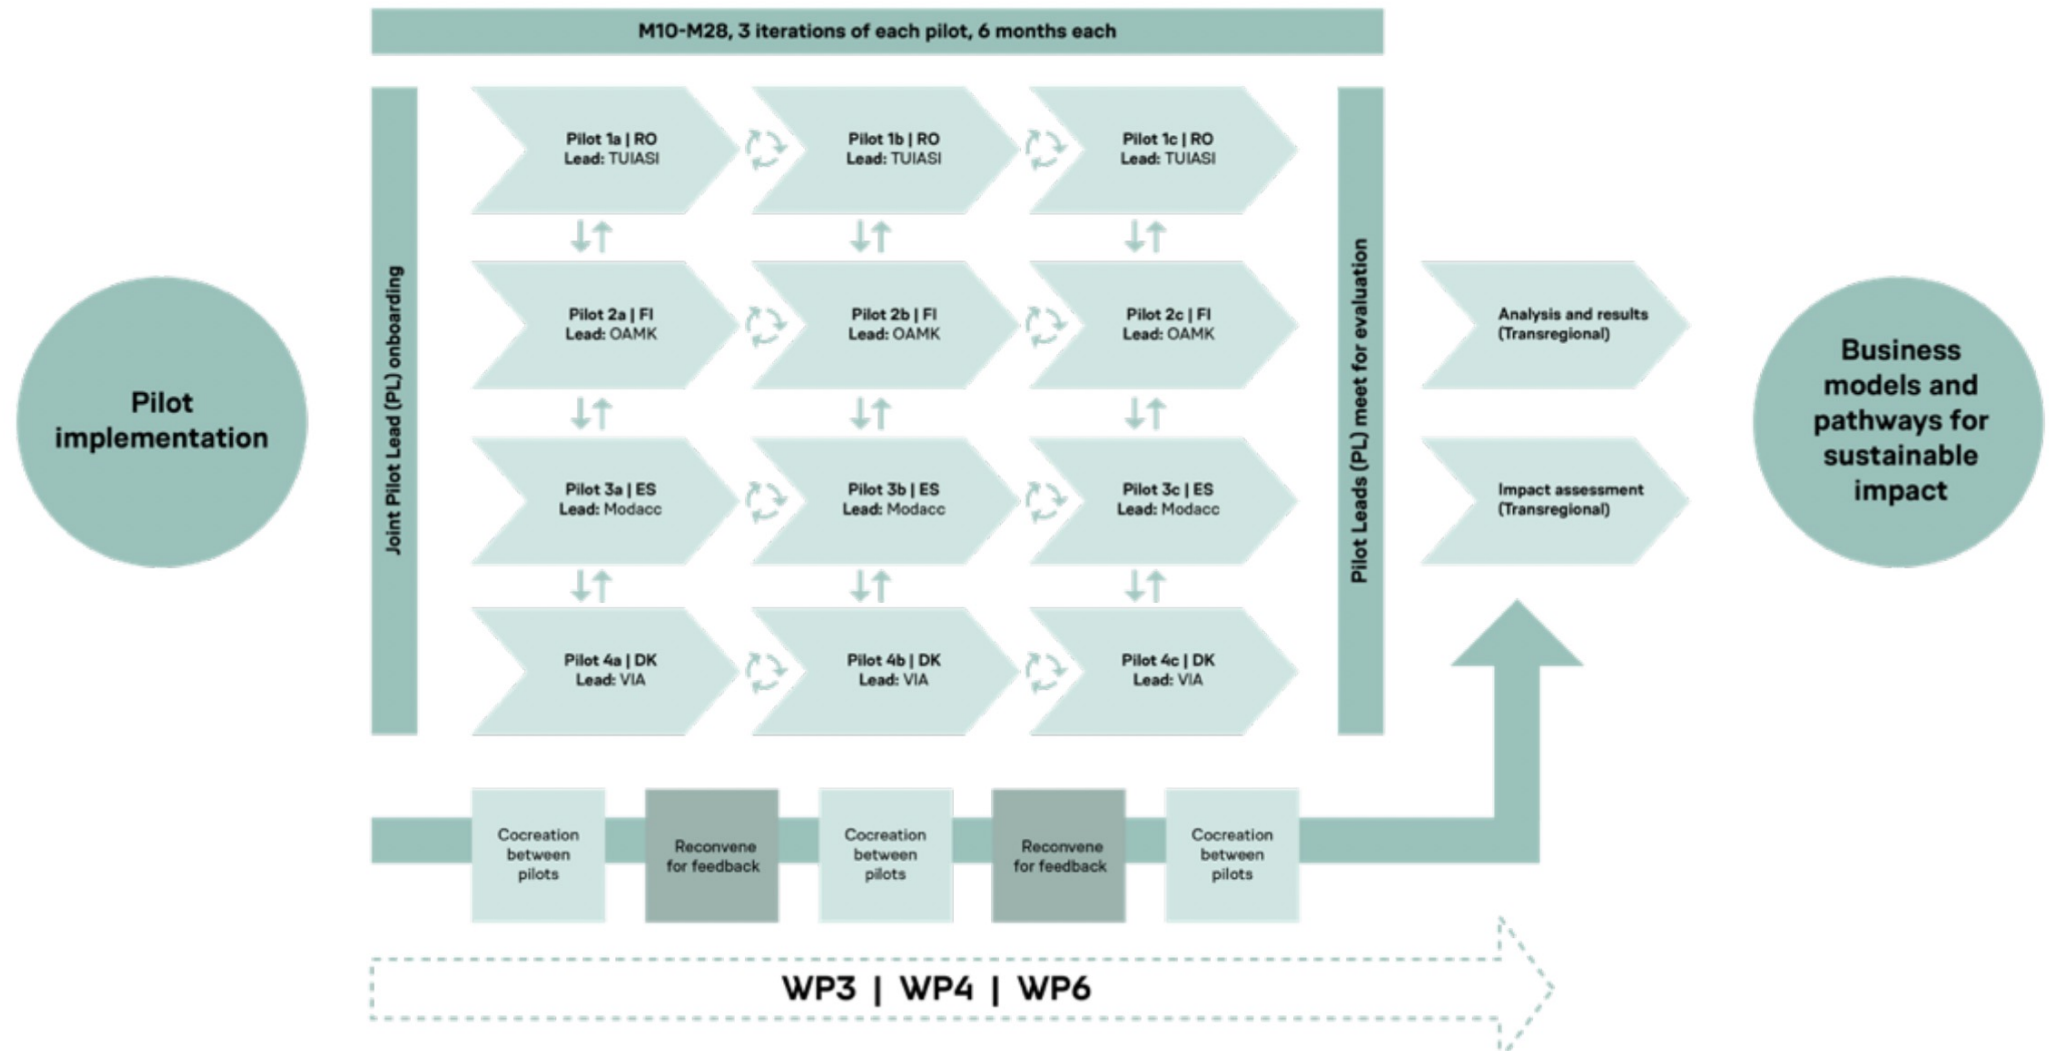 M10-M28, 3 iterations of each pilot, 6 months each
Pilot
implementation
Joint Pilot Lead (PL) onboarding
Pilot 1a | RO
Lead: TUIASI
Pilot 1b | RO
Lead: TUIASI
Pilot 1c | RO
Lead: TUIASI
Pilot 2a | FI
Lead: OAMK
Pilot 2b | FI
Lead: OAMK
Pilot 2c | FI
Lead: OAMK
Pilot 3a | ES
Lead: Modacc
Pilot 3b | ES
Lead: Modacc
Pilot 3c | ES
Lead: Modacc
Pilot 4a | DK
Lead: VIA
Pilot 4b | DK
Lead: VIA
Pilot 4c | DK
Lead: VIA
Pilot Leads (PL) meet for evaluation
Analysis and results
(Transregional)
Impact assessment
(Transregional)
Business
models and
pathways for
sustainable
impact
Cocreation
between
pilots
Reconvene
for feedback
Cocreation
between
pilots
Reconvene
for feedback
Cocreation
between
pilots
WP3 | WP4 | WP6